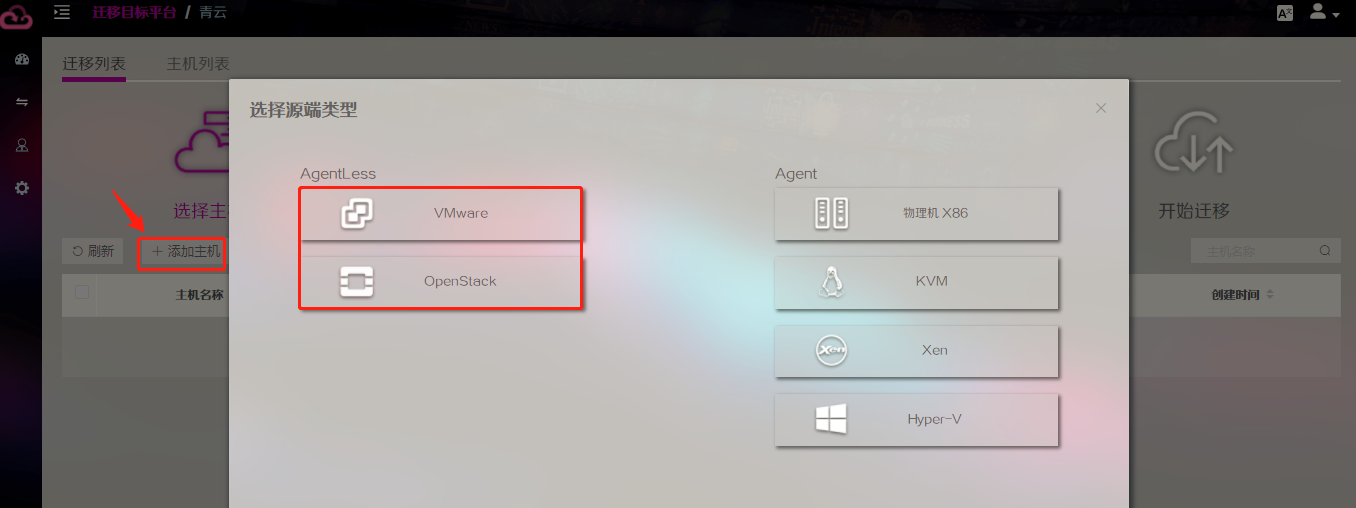 迁移目标平台 / 青云
迁移列表 主机列表
选择源端类型
AgentLess Agent
VMware 物理机 X86
选择主 开始迁移
刷新 添加主机 主机名称
OpenStack KVM
主机名称 创建时间
Xen
Hyper-V